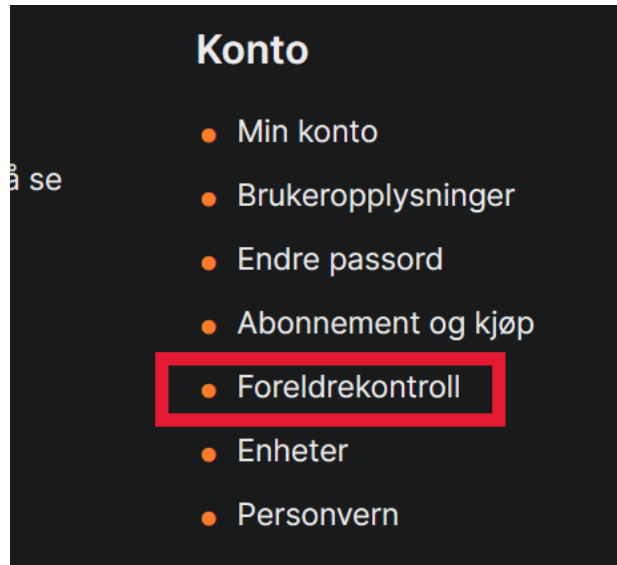 Konto
Min konto
å se
Brukeropplysninger
Endre passord
Abonnement og kjøp
Foreldrekontroll
Enheter
Personvern